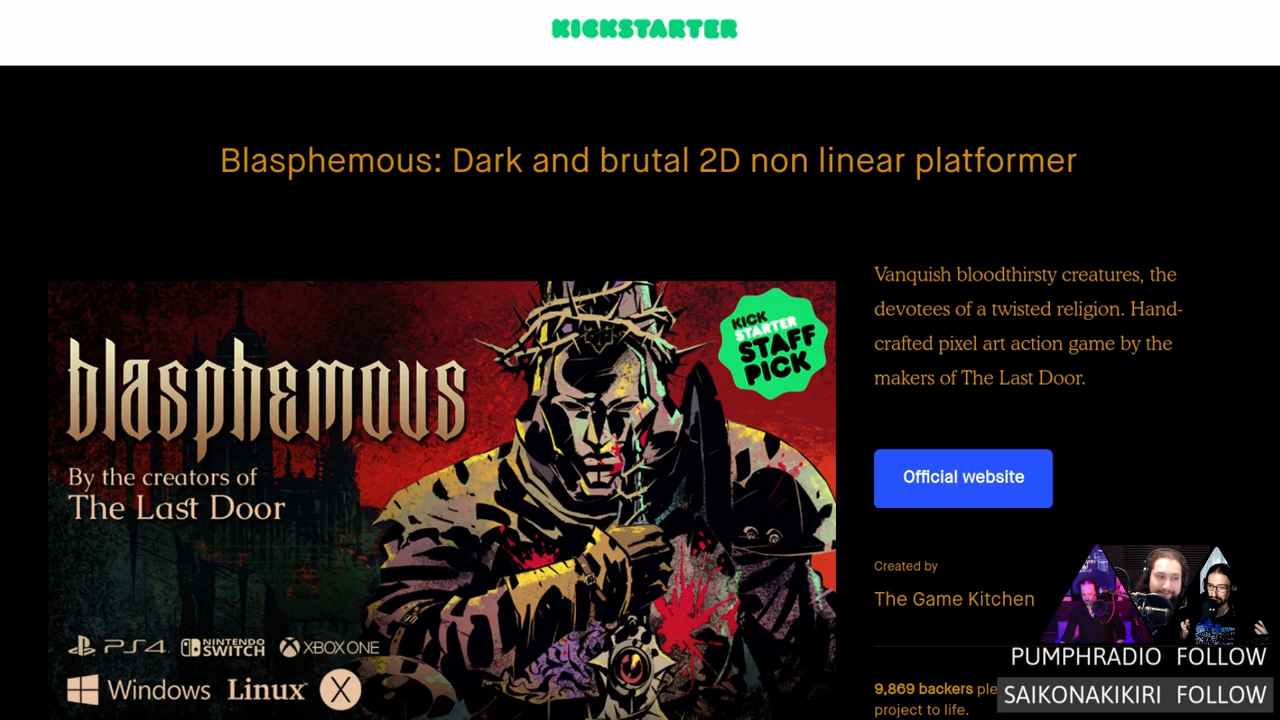 KICKSTARTER
Blasphemous: Dark and brutal 2D non linear platformer
Vanquish bloodthirsty creatures, the
devotees of a twisted religion. Hand-
crafted pixel art action game by the
makers of The Last Door.
blasphemous
By the creators of
The Last Door
KICK
STARTER
STAFF
PICK
Official website
Created by
The Game Kitchen
PS4
NINTENDO
SWITCH
XBOX ONE
Windows
Linux
X
9,869 backers
project to life.
PUMPHRADIO FOLLOW
SAIKONAKIKIRI FOLLOW